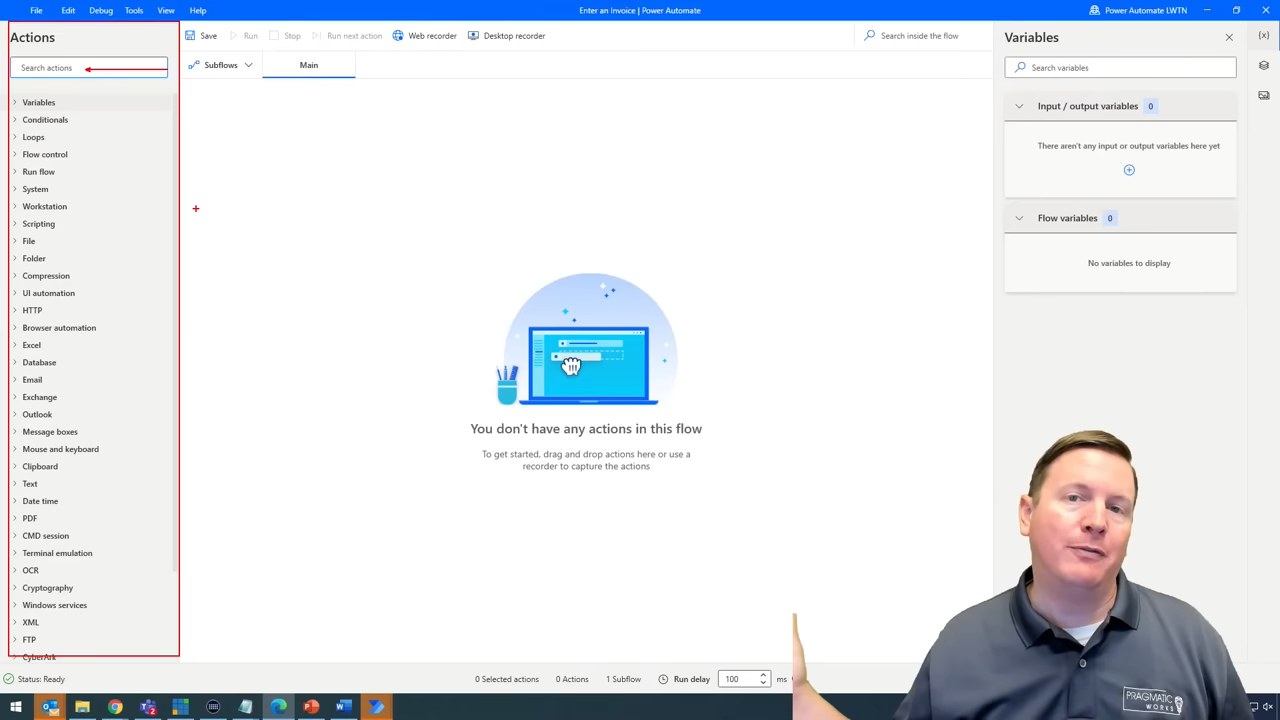 File Edit Debug Tools View Help
Enter an Invoice | Power Automate
Power Automate LWTN
Actions
Search actions
Variables
Conditionals
Loops
Flow control
Run flow
System
Workstation
Scripting
File
Folder
Compression
UI automation
HTTP
Browser automation
Excel
Database
Email
Exchange
Outlook
Message boxes
Mouse and keyboard
Clipboard
Text
Date time
PDF
CMD session
Terminal emulation
OCR
Cryptography
Windows services
XML
FTP
CyberArk
Save Run Stop Run next action Web recorder Desktop recorder
Search inside the flow
Subflows Main
You don't have any actions in this flow
To get started, drag and drop actions here or use a
recorder to capture the actions
Variables
Search variables
{x}
Input / output variables 0
There aren't any input or output variables here yet
Flow variables 0
No variables to display
Status: Ready
0 Selected actions 0 Actions 1 Subflow Run delay 100 ms
PRAGMATIC
WORKS